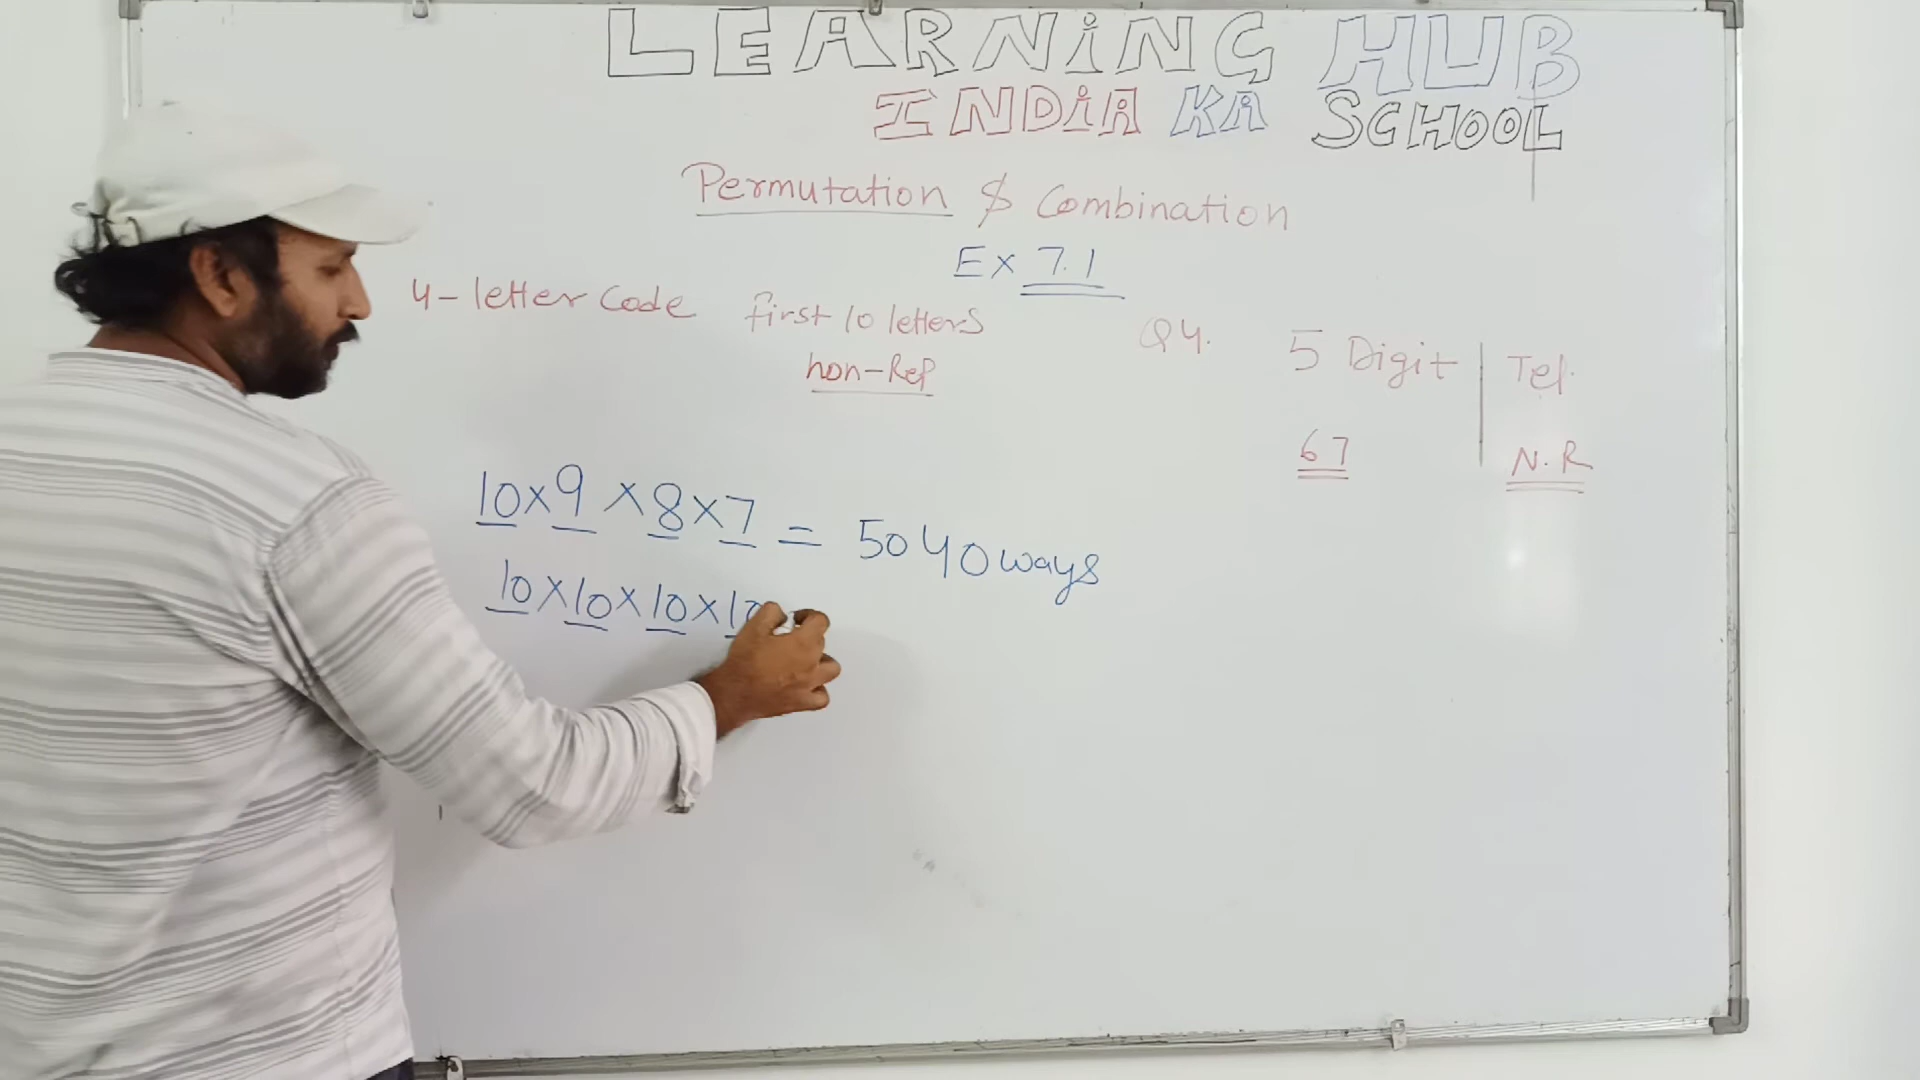 LEARNING HUB
INDIA KA SCHOOL
Permutation & Combination
Ex 7.1
4-letter Code first 10 letters
non-Rep
Q4. 5 Digit Tel.
67 N.R
10×9×8×7 = 5040 ways
10×10×10×10